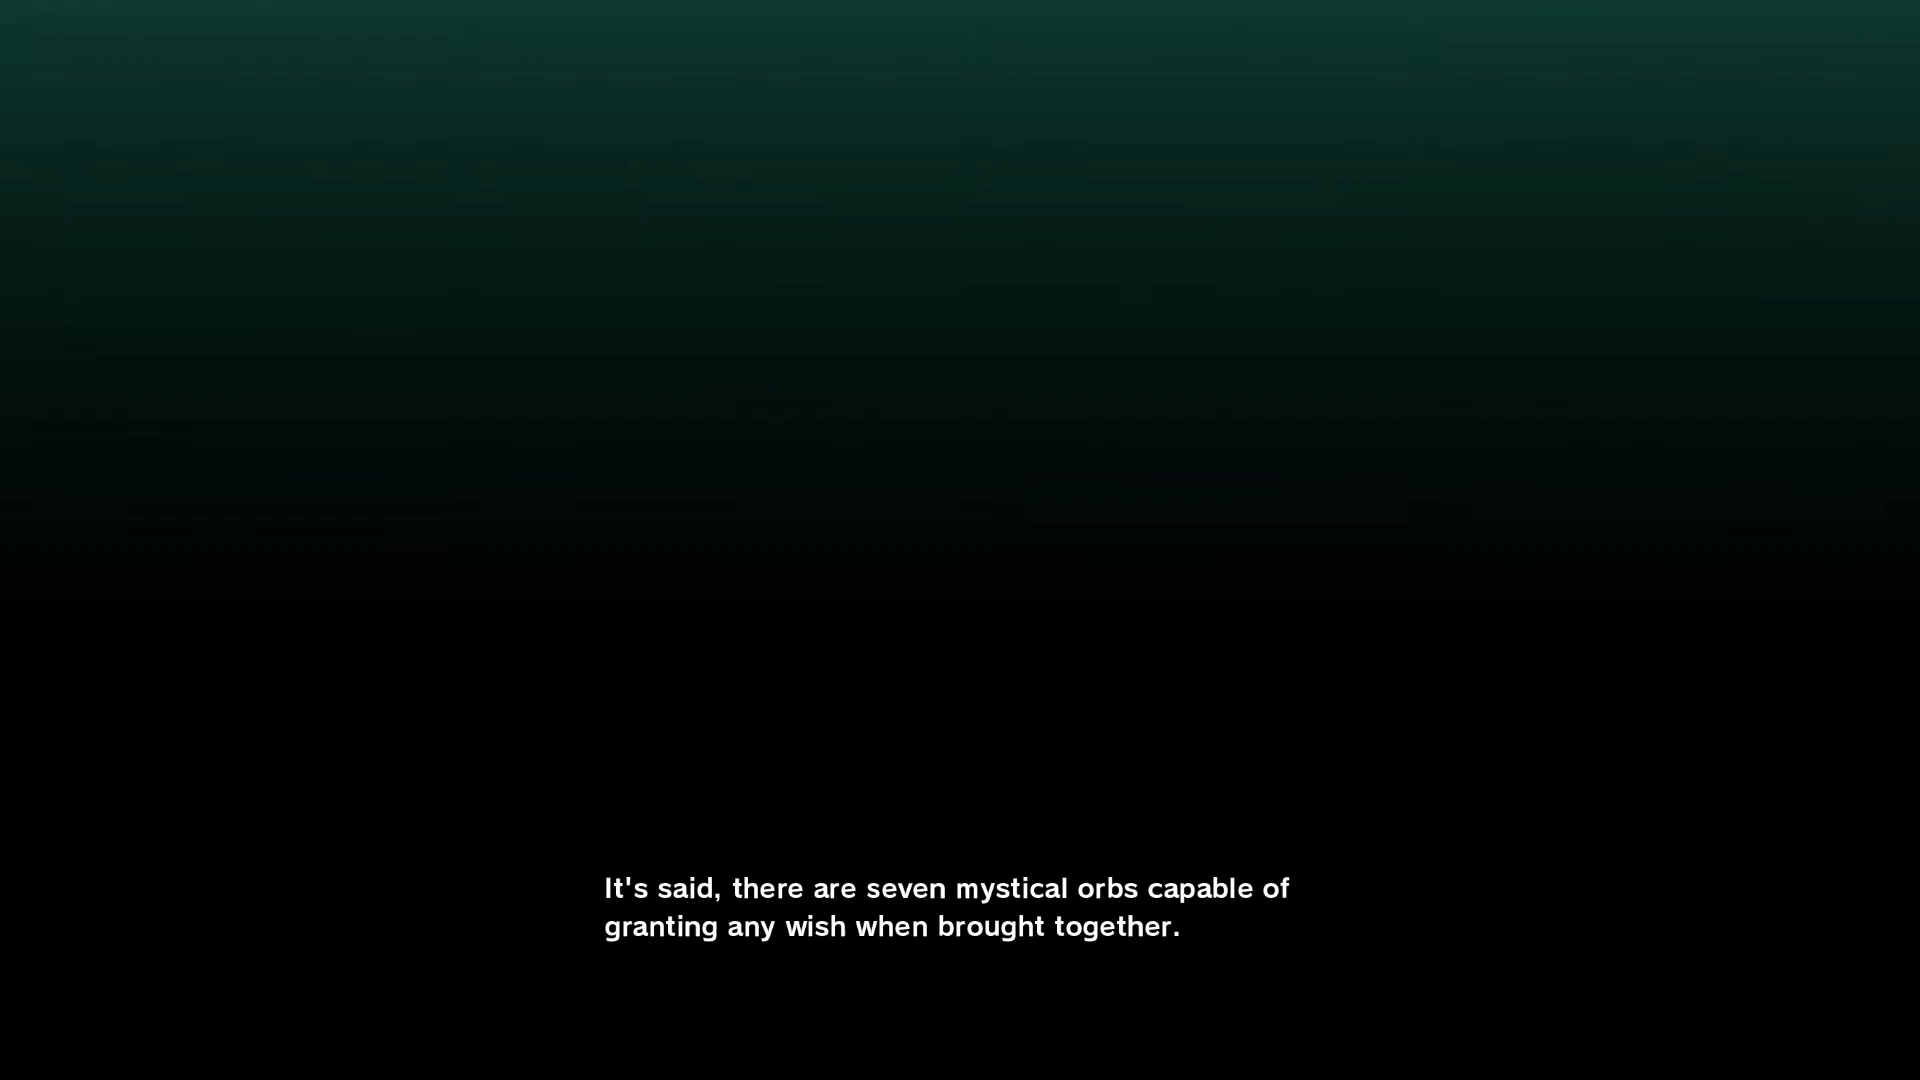 It's said, there are seven mystical orbs capable of
granting any wish when brought together.